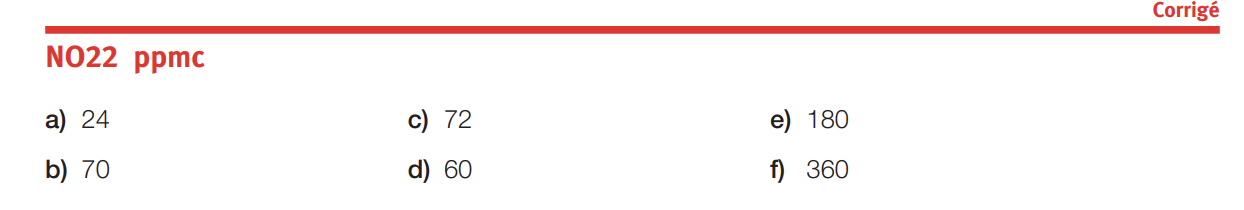 Corrigé
NO22 ppmc
a) 24 c) 72 e) 180
b) 70 d) 60 f) 360